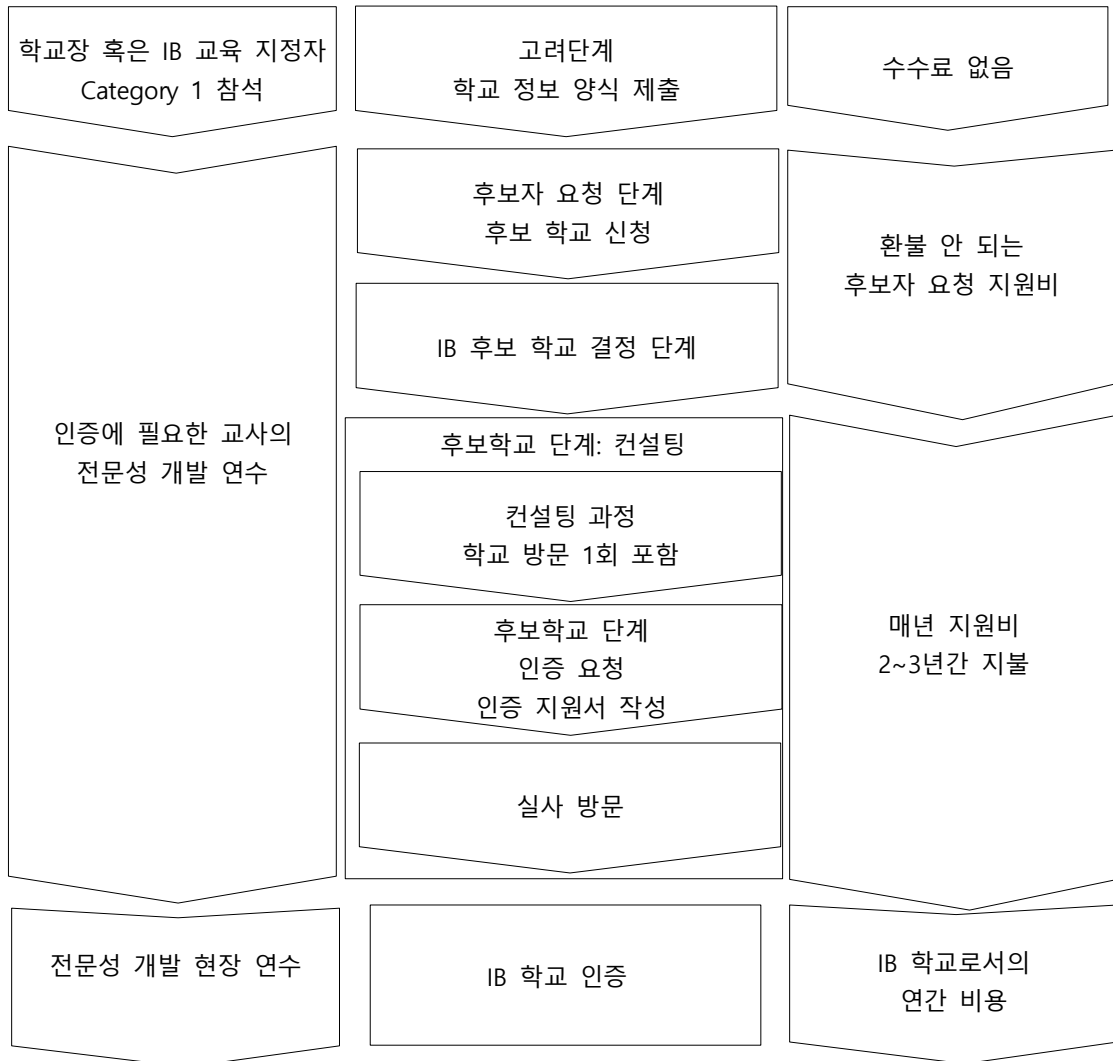 학교장 혹은 IB 교육 지정자
Category 1 참석
고려단계
학교 정보 양식 제출
수수료 없음
인증에 필요한 교사의
전문성 개발 연수
후보자 요청 단계
후보 학교 신청
환불 안 되는
후보자 요청 지원비
IB 후보 학교 결정 단계
후보학교 단계: 컨설팅
컨설팅 과정
학교 방문 1회 포함
후보학교 단계
인증 요청
인증 지원서 작성
매년 지원비
2~3년간 지불
실사 방문
전문성 개발 현장 연수
IB 학교 인증
IB 학교로서의
연간 비용